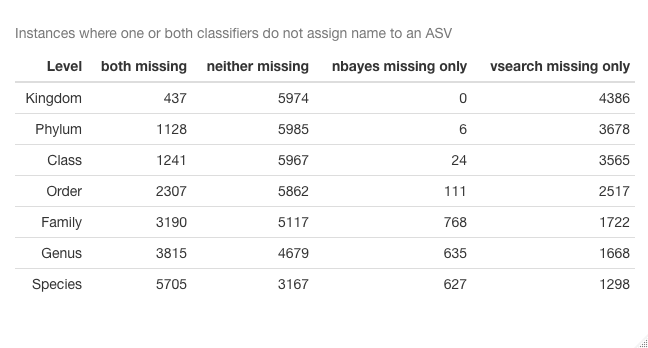 Instances where one or both classifiers do not assign name to an ASV
Level both missing neither missing nbayes missing only vsearch missing only
Kingdom 437 5974 0 4386
Phylum 1128 5985 6 3678
Class 1241 5967 24 3565
Order 2307 5862 111 2517
Family 3190 5117 768 1722
Genus 3815 4679 635 1668
Species 5705 3167 627 1298